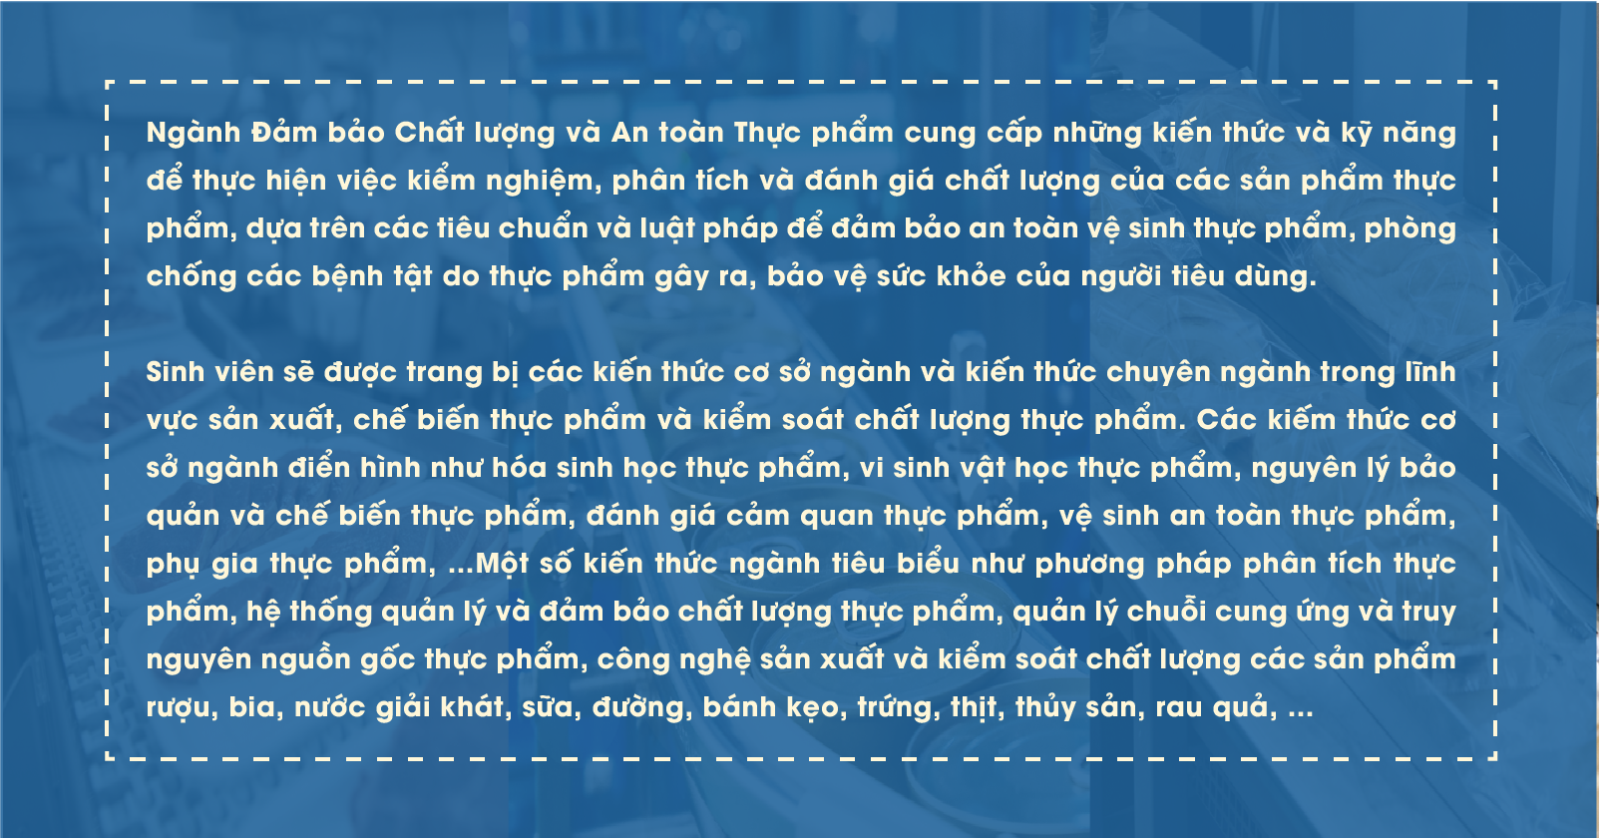 Ngành Đảm bảo Chất lượng và An toàn Thực phẩm cung cấp những kiến thức và kỹ năng
để thực hiện việc kiểm nghiệm, phân tích và đánh giá chất lượng của các sản phẩm thực
phẩm, dựa trên các tiêu chuẩn và luật pháp để đảm bảo an toàn vệ sinh thực phẩm, phòng
chống các bệnh tật do thực phẩm gây ra, bảo vệ sức khỏe của người tiêu dùng.
Sinh viên sẽ được trang bị các kiến thức cơ sở ngành và kiến thức chuyên ngành trong lĩnh
vực sản xuất, chế biến thực phẩm và kiểm soát chất lượng thực phẩm. Các kiếm thức cơ
sở ngành điển hình như hóa sinh học thực phẩm, vi sinh vật học thực phẩm, nguyên lý bảo
quản và chế biến thực phẩm, đánh giá cảm quan thực phẩm, vệ sinh an toàn thực phẩm,
phụ gia thực phẩm, ...Một số kiến thức ngành tiêu biểu như phương pháp phân tích thực
phẩm, hệ thống quản lý và đảm bảo chất lượng thực phẩm, quản lý chuỗi cung ứng và truy
nguyên nguồn gốc thực phẩm, công nghệ sản xuất và kiểm soát chất lượng các sản phẩm
rượu, bia, nước giải khát, sữa, đường, bánh kẹo, trứng, thịt, thủy sản, rau quả, ...